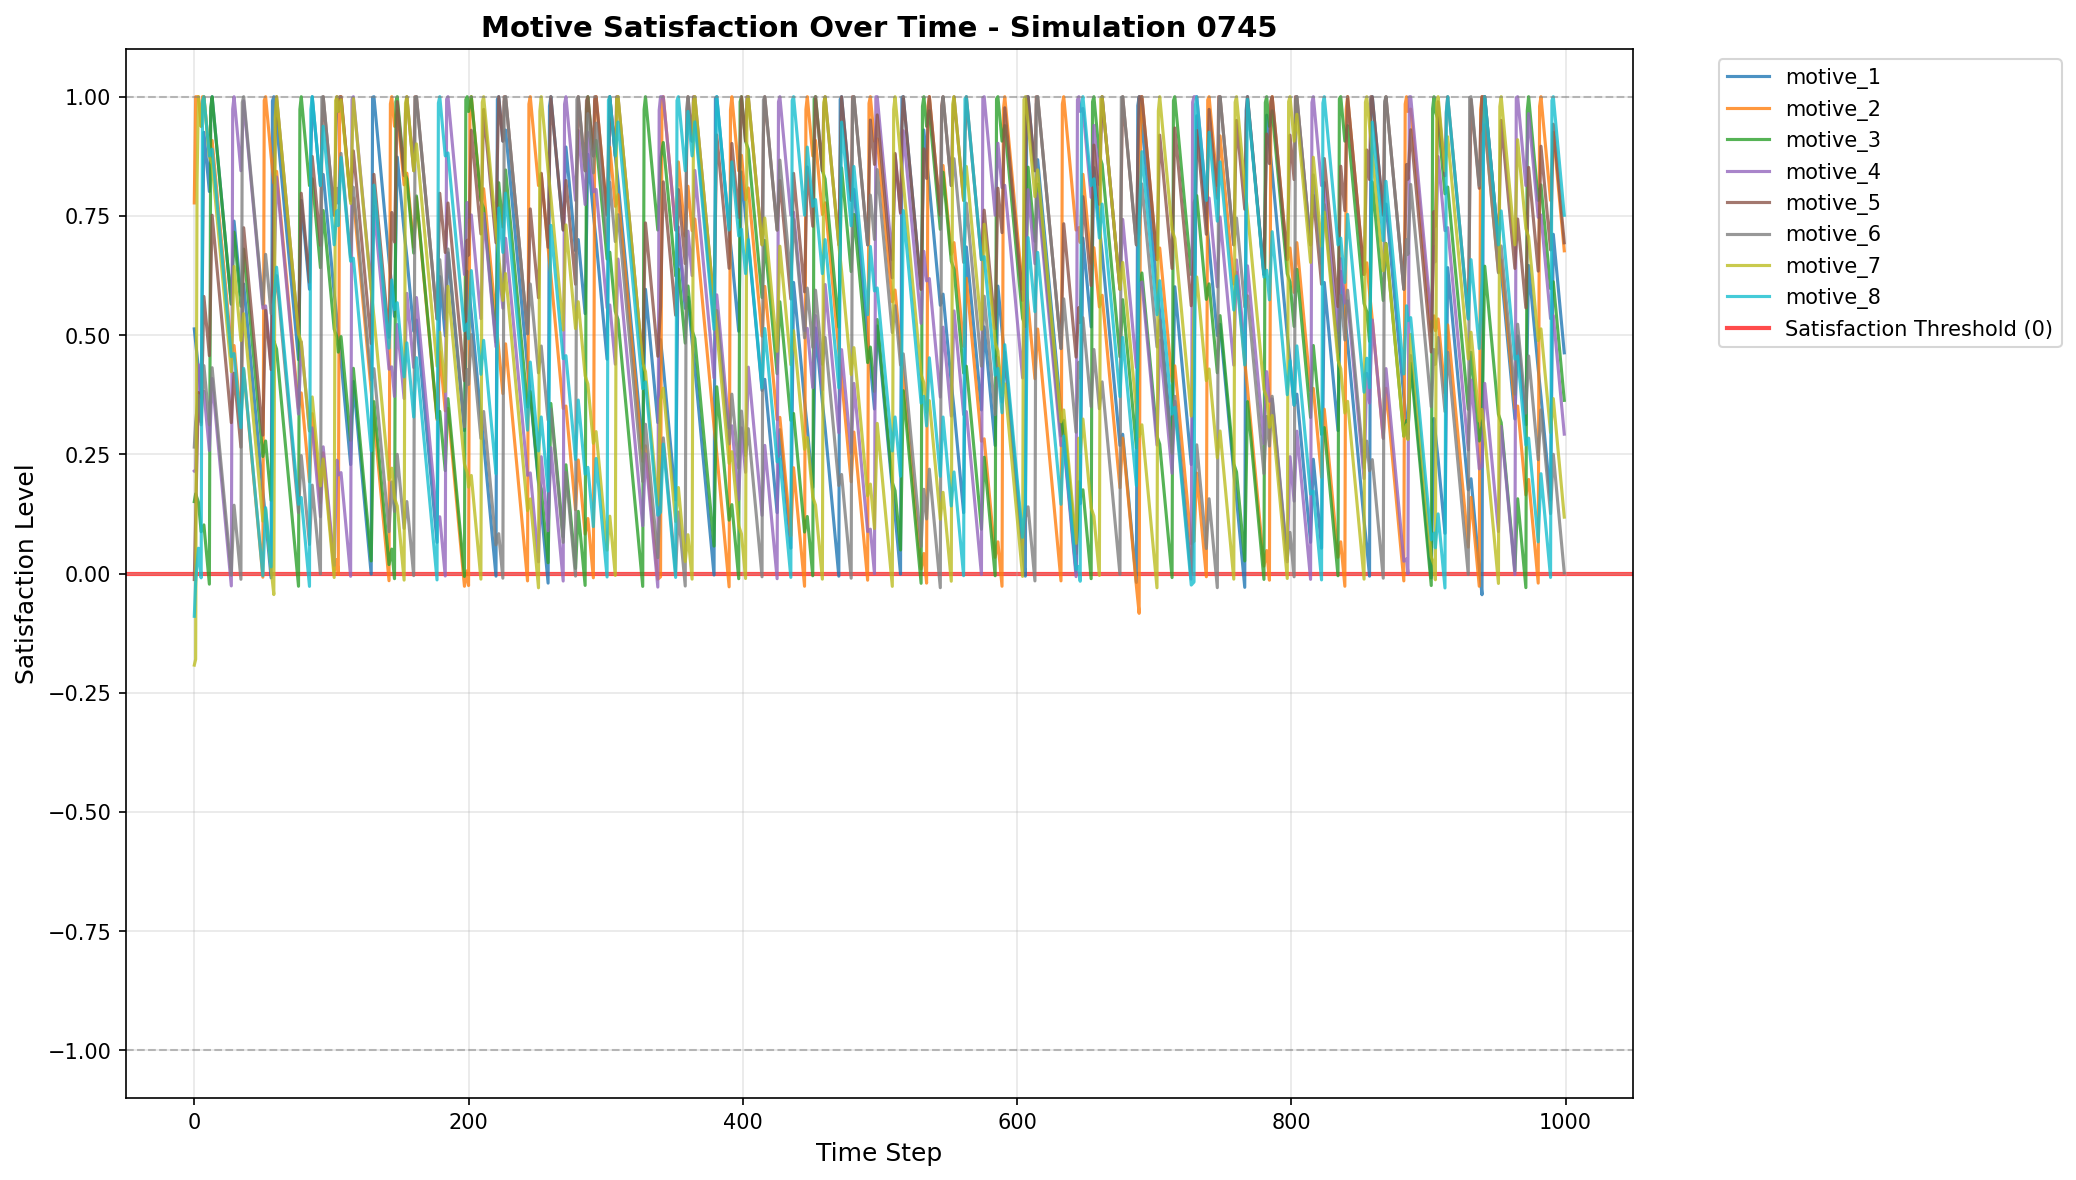 Motive Satisfaction Over Time - Simulation 0745
Satisfaction Level
1.00
0.75
0.50
0.25
0.00
−0.25
−0.50
−0.75
−1.00
0
200
400
600
800
1000
Time Step
motive_1
motive_2
motive_3
motive_4
motive_5
motive_6
motive_7
motive_8
Satisfaction Threshold (0)